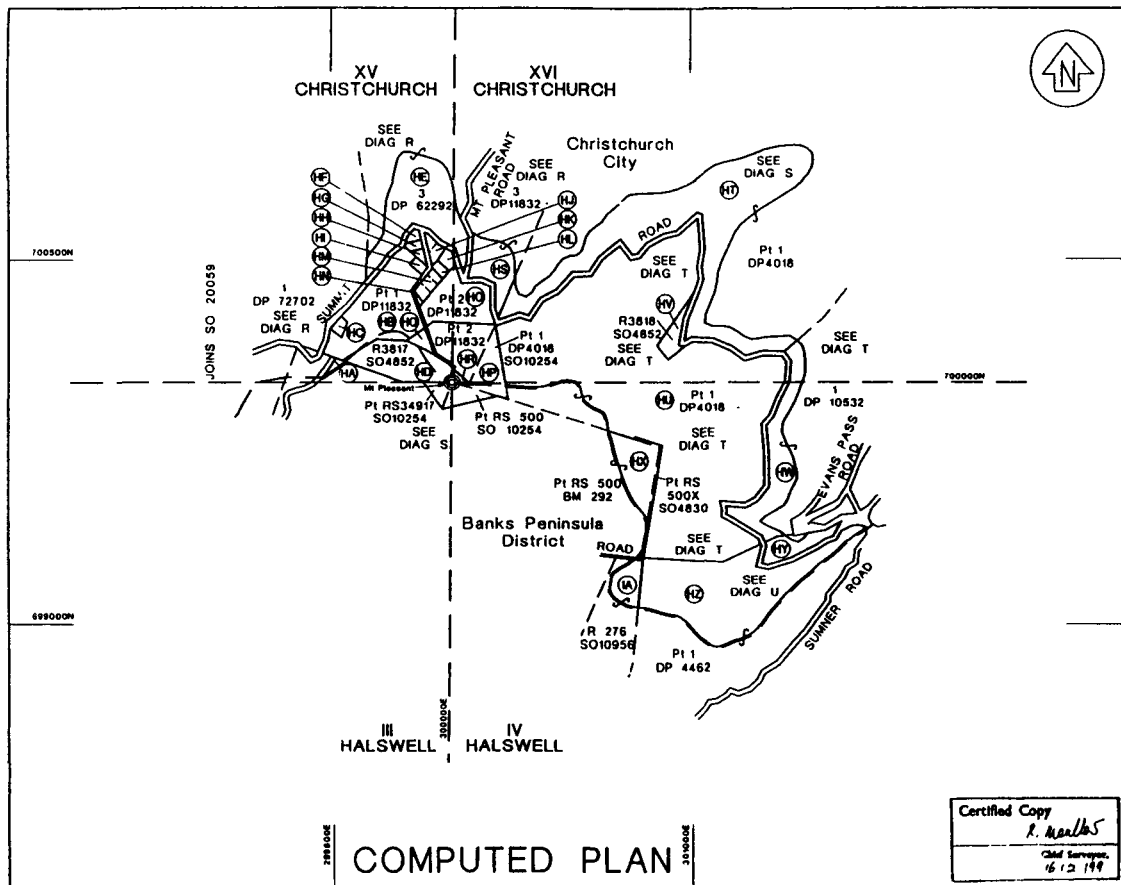 XV
CHRISTCHURCH
XVI
CHRISTCHURCH
N
SEE
DIAG R
MT PLEASANT
ROAD
SEE
DIAG R
Christchurch
City
SEE
DIAG S
HE
3
DP 62292
3
DP11832
HT
HF
HG
HH
HI
HM
HN
HJ
HK
HL
ROAD
700500N
Pt 1
DP4018
SEE
DIAG T
HS
JOINS SO 20059
1
DP 72702
SEE
DIAG R
SUMMIT
Pt 1
DP11832
Pt 2
DP11832
HO
HV
R3818
SO4852
SEE
DIAG T
HC
HB
HQ
Pt 2
DP11832
Pt 1
DP4018
SO10254
SEE
DIAG T
R3817
SO4852
HR
HA
HD
HP
Mt Pleasant
700000N
Pt RS34917
SO10254
Pt RS 500
SO 10254
SEE
DIAG S
HU
Pt 1
DP4018
1
DP 10532
SEE
DIAG T
HX
Pt RS 500
BM 292
Pt RS
500X
SO4830
HW
EVANS PASS
ROAD
Banks Peninsula
District
ROAD
SEE
DIAG T
HY
IA
HZ
SEE
DIAG U
SUMNER ROAD
699000N
R 276
SO10956
Pt 1
DP 4462
III
HALSWELL
300000E
IV
HALSWELL
COMPUTED PLAN
301000E
Certified Copy
Chief Surveyor.